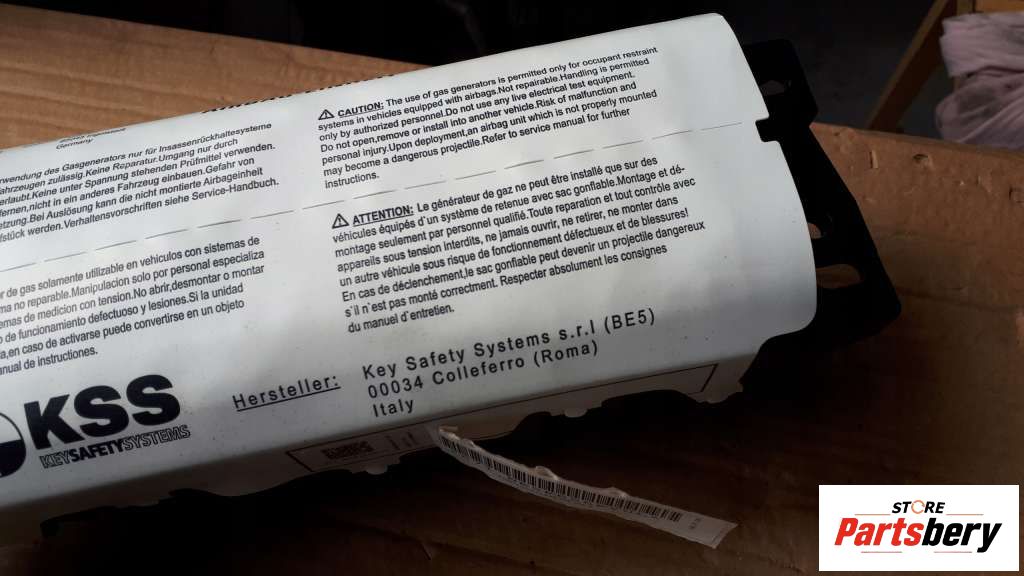 Germany
CAUTION: The use of gas generators is permitted only for occupant restraint
systems in vehicles equipped with airbags.Not repairable.Handling is permitted
only by authorized personnel.Do not use any live electrical test equipment.
Do not open,remove or install into another vehicle.Risk of malfunction and
personal injury.Upon deployment,an airbag unit which is not properly mounted
may become a dangerous projectile.Refer to service manual for further
instructions.
wendung des Gasgenerators nur für Insassenrückhaltesysteme
ahrzeugen zulässig.Keine Reparatur.Umgang nur durch
erlaubt.Keine unter Spannung stehenden Prüfmittel verwenden.
fernen,nicht in ein anderes Fahrzeug einbauen.Gefahr von
etzung.Bei Auslösung kann die nicht montierte Airbageinheit
stück werden.Verhaltensvorschriften siehe Service-Handbuch.
ATTENTION: Le générateur de gaz ne peut être installé que sur des
véhicules équipés d´un système de retenue avec sac gonflable.Montage et dé-
montage seulement par personnel qualifié.Toute reparation et tout contrôle avec
appareils sous tension interdits, ne jamais ouvrir, ne retirer, ne monter dans
un autre véhicule sous risque de fonctionnement défectueux et de blessures!
En cas de déclenchement,le sac gonflable peut devenir un projectile dangereux
s´il n´est pas monté correctment. Respecter absolument les consignes
du manuel d´entretien.
r de gas solamente utilizable en vehiculos con sistemas de
ma no reparable.Manipulacion solo por personal especializa
emas de medicion con tension.No abrir,desmontar o montar
o de funcionamiento defectuoso y lesiones.Si la unidad
a,en caso de activarse puede convertirse en un objeto
anual de instrucciones.
KSS
KEYSAFETYSYSTEMS
Hersteller: Key Safety Systems s.r.l (BE5)
00034 Colleferro (Roma)
Italy
STORE
Partsbery